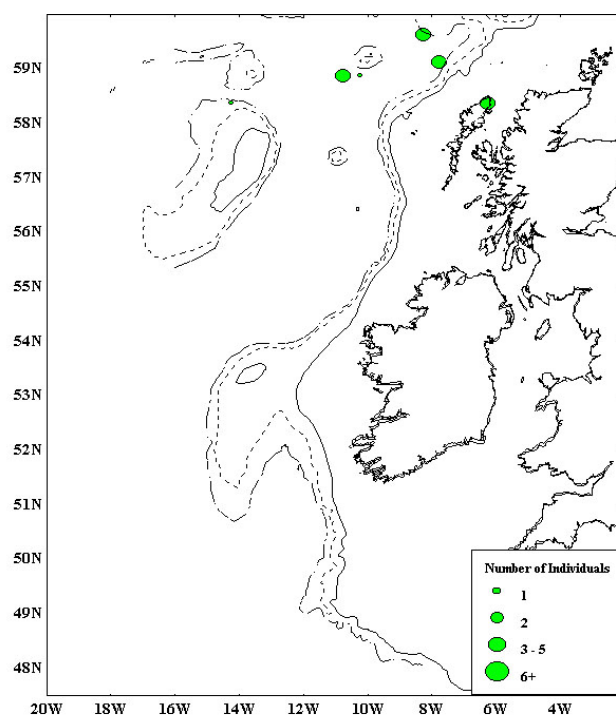 59N
58N
57N
56N
55N
54N
53N
52N
51N
50N
49N
48N
Number of Individuals
1
2
3 - 5
6+
20W 18W 16W 14W 12W 10W 8W 6W 4W